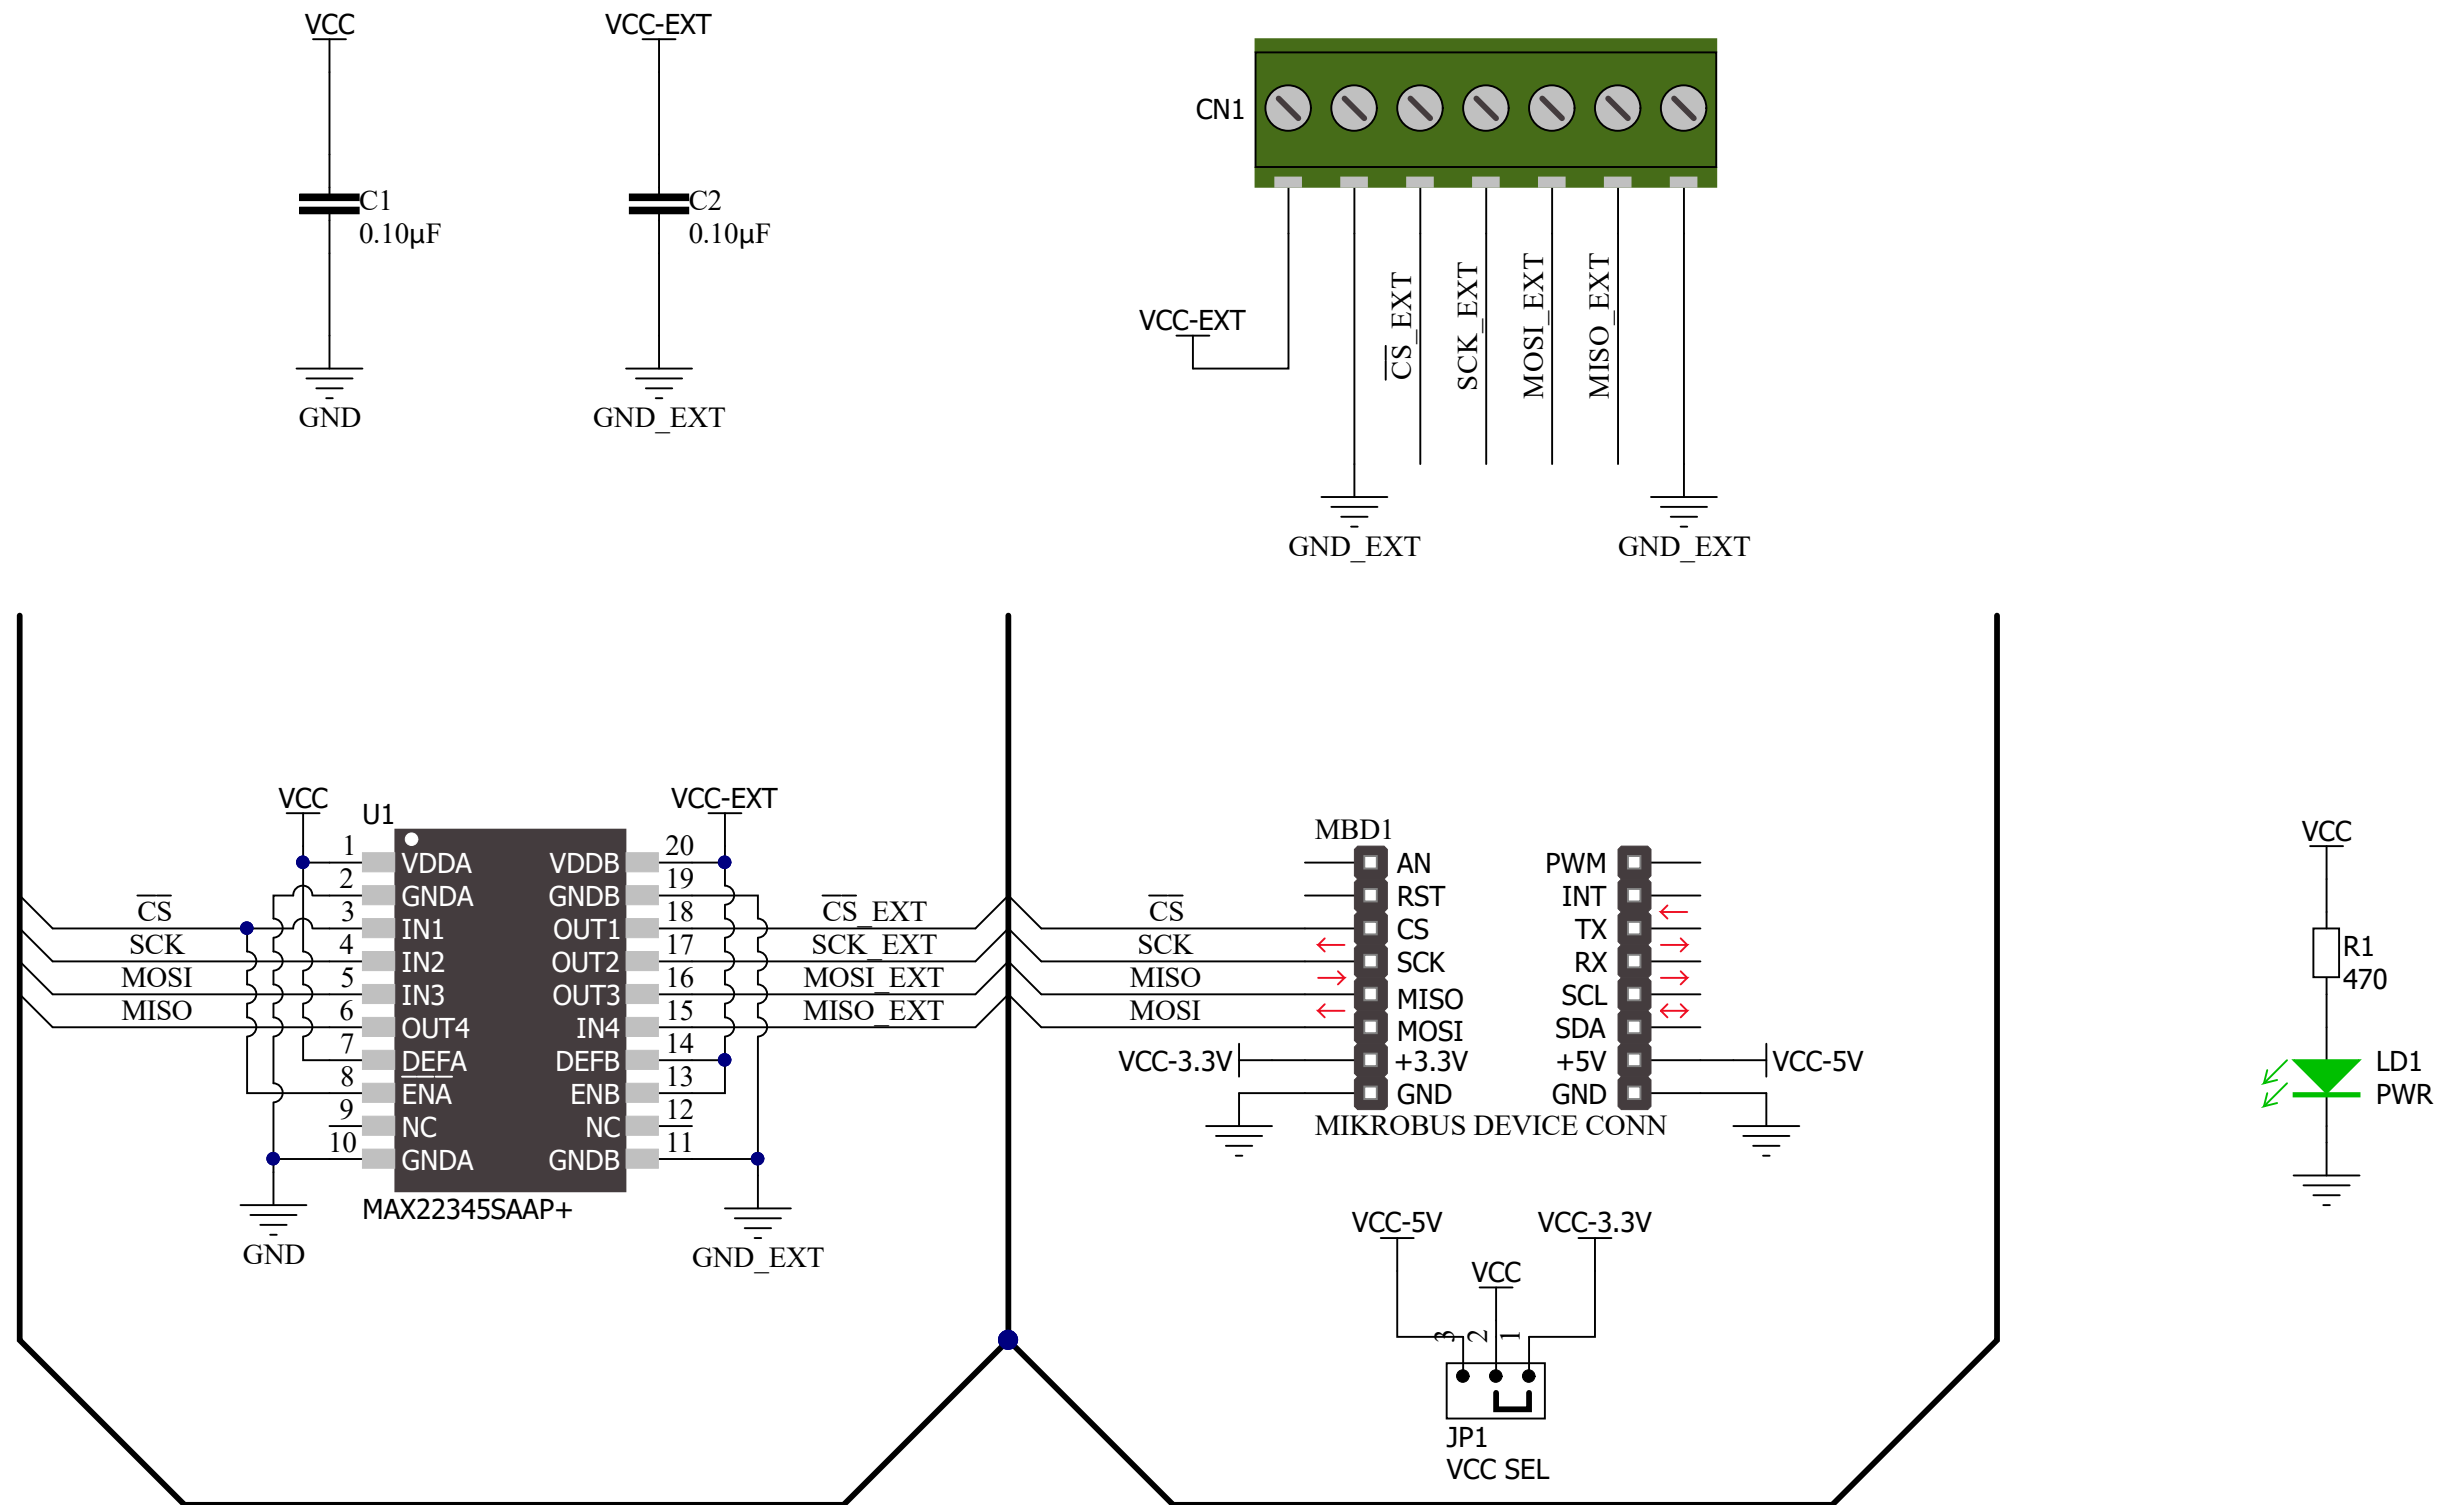 VCC
VCC-EXT
C1
0.10µF
C2
0.10µF
GND
GND_EXT
CN1
VCC-EXT
CS_EXT
SCK_EXT
MOSI_EXT
MISO_EXT
GND_EXT
GND_EXT
VCC
U1
VCC-EXT
1 VDDA VDDB 20
2 GNDA GNDB 19
CS 3 IN1 OUT1 18 CS_EXT
SCK 4 IN2 OUT2 17 SCK_EXT
MOSI 5 IN3 OUT3 16 MOSI_EXT
MISO 6 OUT4 IN4 15 MISO_EXT
7 DEFA DEFB 14
8 ENA ENB 13
9 NC NC 12
10 GNDA GNDB 11
MAX22345SAAP+
GND
GND_EXT
MBD1
AN PWM
RST INT
CS CS TX
SCK SCK RX
MISO MISO SCL
MOSI MOSI SDA
VCC-3.3V +3.3V +5V VCC-5V
GND GND
MIKROBUS DEVICE CONN
VCC-5V
VCC-3.3V
VCC
3 2 1
JP1
VCC SEL
VCC
R1
470
LD1
PWR